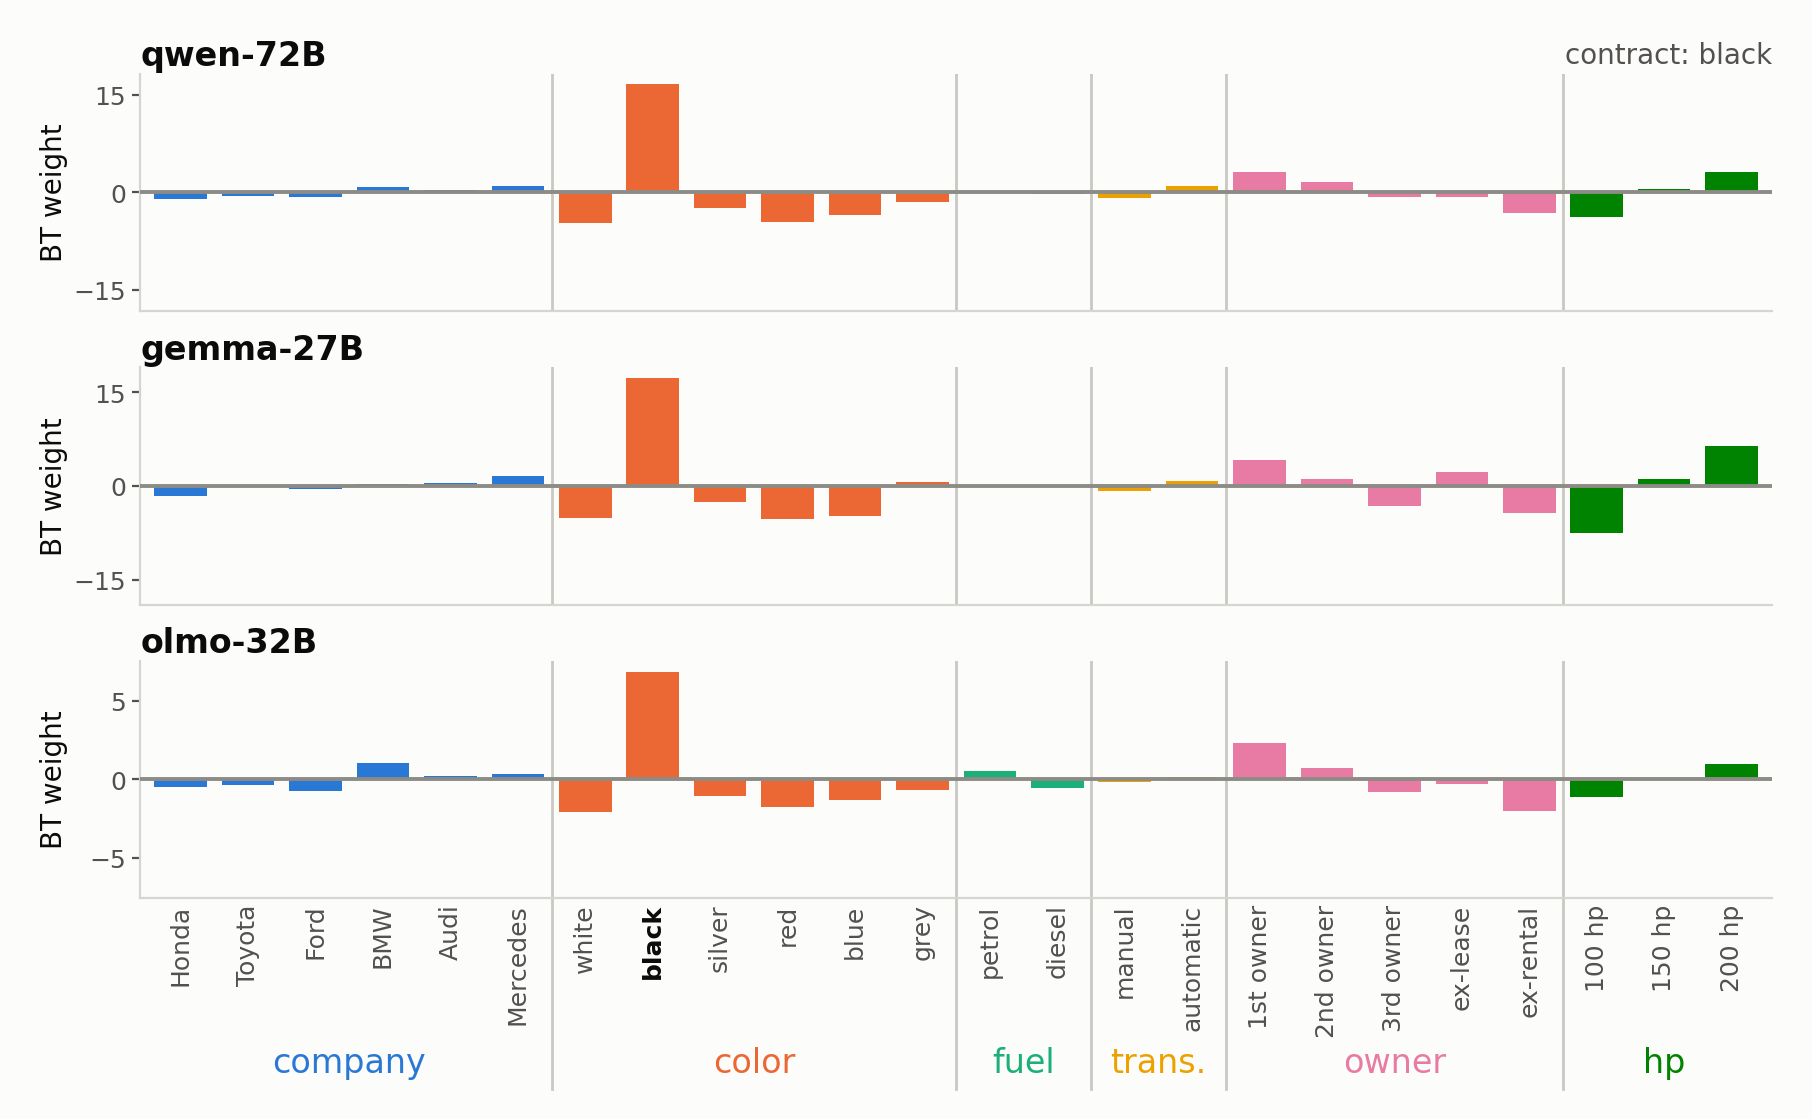 qwen-72B
contract: black
BT weight
15
0
−15
gemma-27B
BT weight
15
0
−15
olmo-32B
BT weight
5
0
−5
Honda
Toyota
Ford
BMW
Audi
Mercedes
white
black
silver
red
blue
grey
petrol
diesel
manual
automatic
1st owner
2nd owner
3rd owner
ex-lease
ex-rental
100 hp
150 hp
200 hp
company
color
fuel
trans.
owner
hp